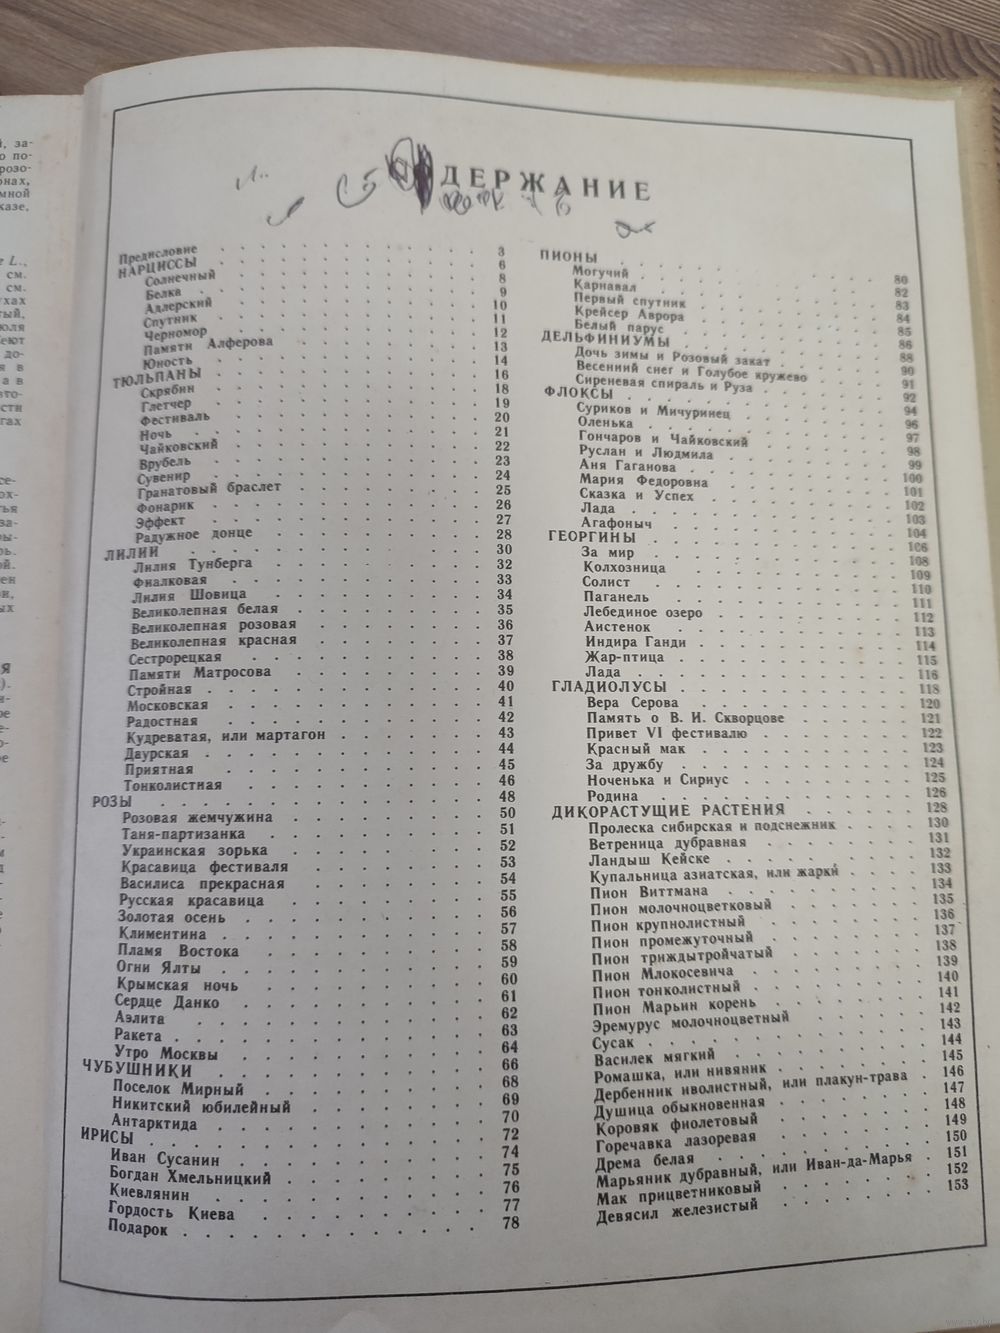 ДЕРЖАНИЕ
Предисловие 3
НАРЦИССЫ 6
Солнечный 8
Белка 9
Адлерский 10
Спутник 11
Черномор 12
Памяти Алферова 13
Юность 14
ТЮЛЬПАНЫ 16
Скрябин 18
Глетчер 19
Фестиваль 20
Ночь 21
Чайковский 22
Врубель 23
Сувенир 24
Гранатовый браслет 25
Фонарик 26
Эффект 27
Радужное донце 28
ЛИЛИИ 30
Лилия Тунберга 32
Фиалковая 33
Лилия Шовица 34
Великолепная белая 35
Великолепная розовая 36
Великолепная красная 37
Сестрорецкая 38
Памяти Матросова 39
Стройная 40
Московская 41
Радостная 42
Кудреватая, или мартагон 43
Даурская 44
Приятная 45
Тонколистная 46
РОЗЫ 48
Розовая жемчужина 50
Таня-партизанка 51
Украинская зорька 52
Красавица фестиваля 53
Василиса прекрасная 54
Русская красавица 55
Золотая осень 56
Климентина 57
Пламя Востока 58
Огни Ялты 59
Крымская ночь 60
Сердце Данко 61
Аэлита 62
Ракета 63
Утро Москвы 64
ЧУБУШНИКИ 66
Поселок Мирный 68
Никитский юбилейный 69
Антарктида 70
ИРИСЫ 72
Иван Сусанин 74
Богдан Хмельницкий 75
Киевлянин 76
Гордость Киева 77
Подарок 78
ПИОНЫ 80
Могучий 82
Карнавал 83
Первый спутник 84
Крейсер Аврора 85
Белый парус 86
ДЕЛЬФИНИУМЫ 88
Дочь зимы и Розовый закат 90
Весенний снег и Голубое кружево 91
Сиреневая спираль и Руза 92
ФЛОКСЫ 94
Суриков и Мичуринец 96
Оленька 97
Гончаров и Чайковский 98
Руслан и Людмила 99
Аня Гаганова 100
Мария Федоровна 101
Сказка и Успех 102
Лада 103
Агафоныч 104
ГЕОРГИНЫ 106
За мир 108
Колхозница 109
Солист 110
Паганель 111
Лебединое озеро 112
Аистенок 113
Индира Ганди 114
Жар-птица 115
Лада 116
ГЛАДИОЛУСЫ 118
Вера Серова 120
Память о В. И. Скворцове 121
Привет VI фестивалю 122
Красный мак 123
За дружбу 124
Ноченька и Сириус 125
Родина 126
ДИКОРАСТУЩИЕ РАСТЕНИЯ 128
Пролеска сибирская и подснежник 130
Ветреница дубравная 131
Ландыш Кейске 132
Купальница азиатская, или жарки 133
Пион Виттмана 134
Пион молочноцветковый 135
Пион крупнолистный 136
Пион промежуточный 137
Пион триждытройчатый 138
Пион Млокосевича 139
Пион тонколистный 140
Пион Марьин корень 141
Эремурус молочноцветный 142
Сусак 143
Василек мягкий 144
Ромашка, или нивяник 145
Дербенник иволистный, или плакун-трава 146
Душица обыкновенная 147
Коровяк фиолетовый 148
Горечавка лазоревая 149
Дрема белая 150
Марьяник дубравный, или Иван-да-Марья 151
Мак прицветниковый 152
Девясил железистый 153